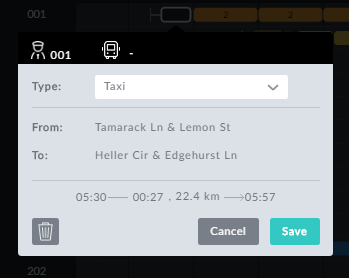 001
2 2
001 -
Type: Taxi
From: Tamarack Ln & Lemon St
To: Heller Cir & Edgehurst Ln
05:30 00:27 , 22.4 km 05:57
Cancel Save
202